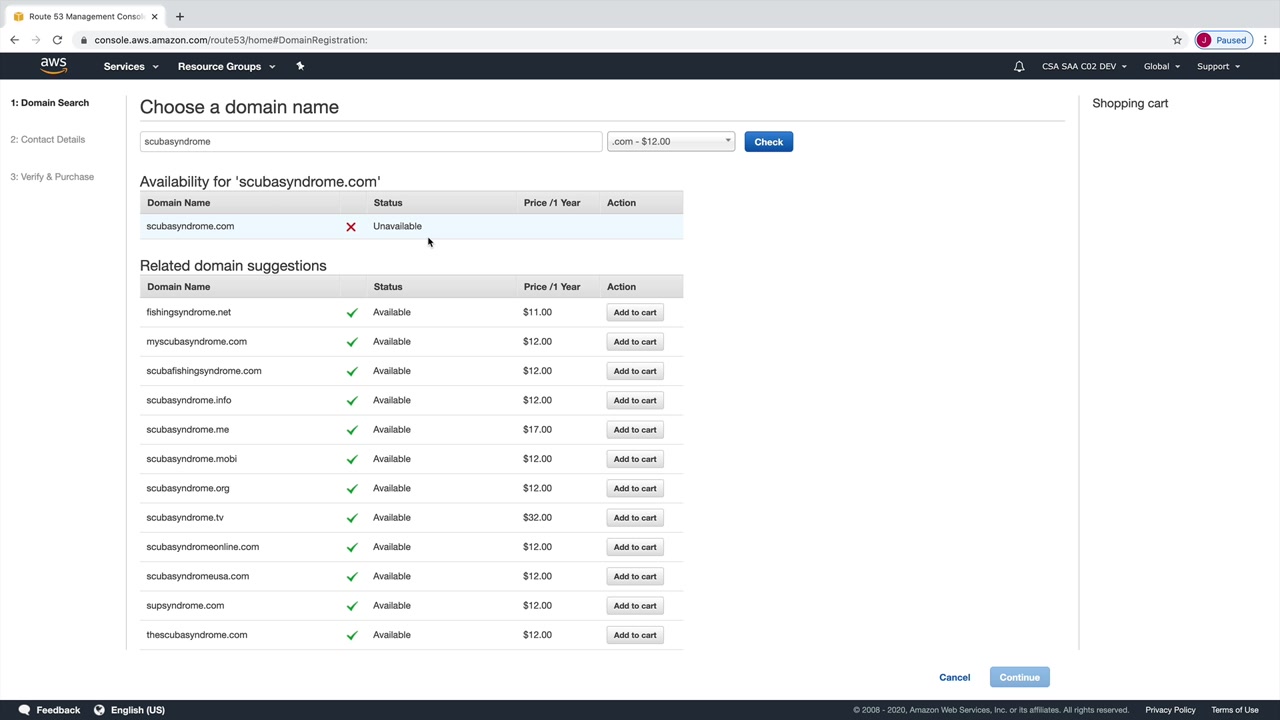 Route 53 Management Consol
console.aws.amazon.com/route53/home#DomainRegistration:
J Paused
aws Services Resource Groups CSA SAA C02 DEV Global Support
1: Domain Search
2: Contact Details
3: Verify & Purchase
Choose a domain name
scubasyndrome .com - $12.00 Check
Availability for 'scubasyndrome.com'
Domain Name Status Price /1 Year Action
scubasyndrome.com Unavailable
Related domain suggestions
Domain Name Status Price /1 Year Action
fishingsyndrome.net Available $11.00 Add to cart
myscubasyndrome.com Available $12.00 Add to cart
scubafishingsyndrome.com Available $12.00 Add to cart
scubasyndrome.info Available $12.00 Add to cart
scubasyndrome.me Available $17.00 Add to cart
scubasyndrome.mobi Available $12.00 Add to cart
scubasyndrome.org Available $12.00 Add to cart
scubasyndrome.tv Available $32.00 Add to cart
scubasyndromeonline.com Available $12.00 Add to cart
scubasyndromeusa.com Available $12.00 Add to cart
supsyndrome.com Available $12.00 Add to cart
thescubasyndrome.com Available $12.00 Add to cart
Shopping cart
Cancel Continue
Feedback English (US) © 2008 - 2020, Amazon Web Services, Inc. or its affiliates. All rights reserved. Privacy Policy Terms of Use